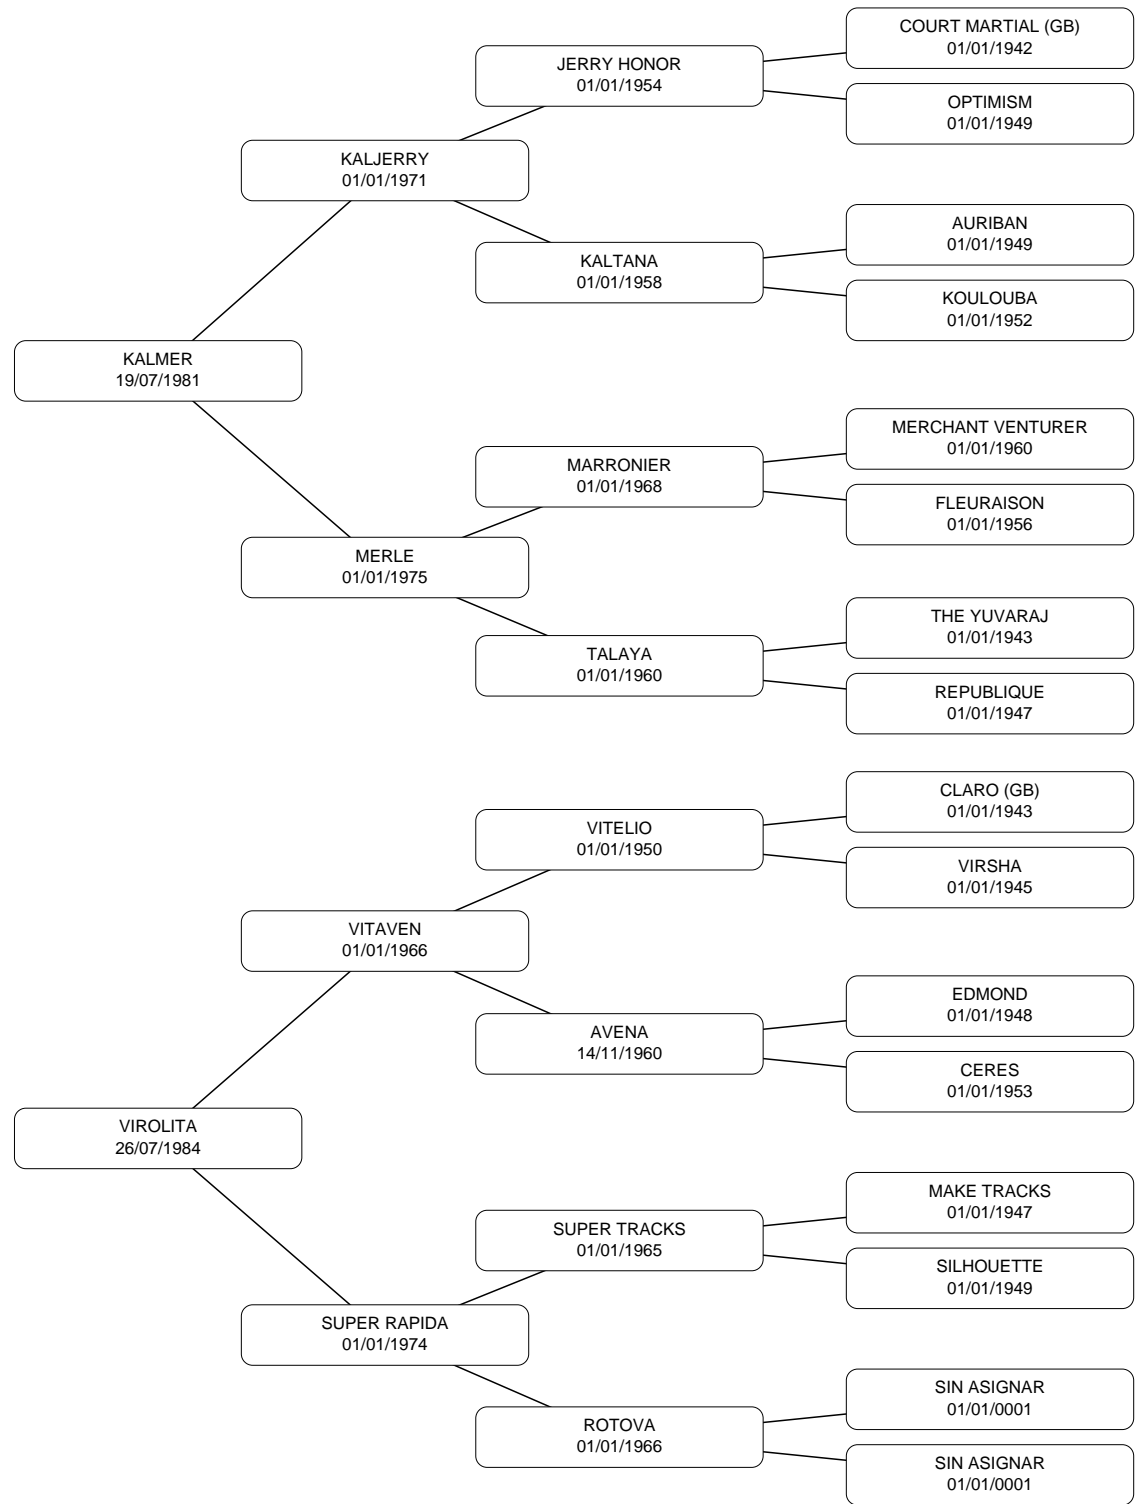 COURT MARTIAL (GB)
01/01/1942
JERRY HONOR
01/01/1954
OPTIMISM
01/01/1949
KALJERRY
01/01/1971
AURIBAN
01/01/1949
KALTANA
01/01/1958
KOULOUBA
01/01/1952
KALMER
19/07/1981
MERCHANT VENTURER
01/01/1960
MARRONIER
01/01/1968
FLEURAISON
01/01/1956
MERLE
01/01/1975
THE YUVARAJ
01/01/1943
TALAYA
01/01/1960
REPUBLIQUE
01/01/1947
CLARO (GB)
01/01/1943
VITELIO
01/01/1950
VIRSHA
01/01/1945
VITAVEN
01/01/1966
EDMOND
01/01/1948
AVENA
14/11/1960
CERES
01/01/1953
VIROLITA
26/07/1984
MAKE TRACKS
01/01/1947
SUPER TRACKS
01/01/1965
SILHOUETTE
01/01/1949
SUPER RAPIDA
01/01/1974
SIN ASIGNAR
01/01/0001
ROTOVA
01/01/1966
SIN ASIGNAR
01/01/0001